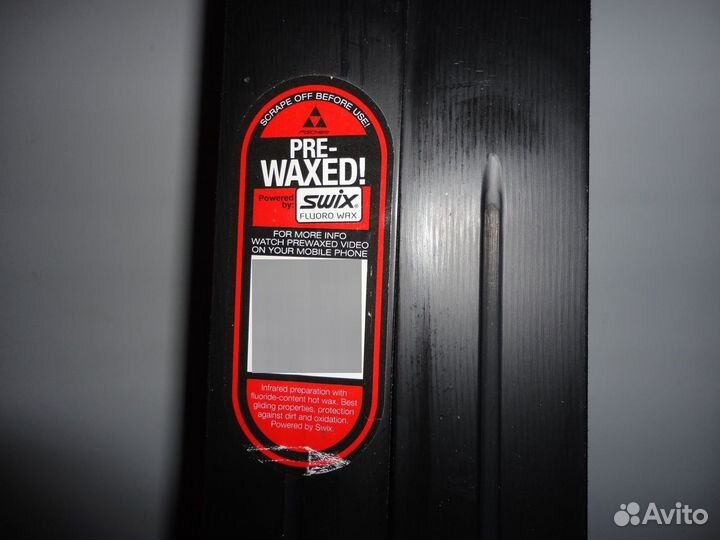 SCRAPE OFF BEFORE USE!
FISCHER
PRE-
WAXED!
Powered
by:
SWIX®
FLUORO WAX
FOR MORE INFO
WATCH PREWAXED VIDEO
ON YOUR MOBILE PHONE
Infrared preparation with
fluoride-content hot wax. Best
gliding properties, protection
against dirt and oxidation.
Powered by Swix.
Avito